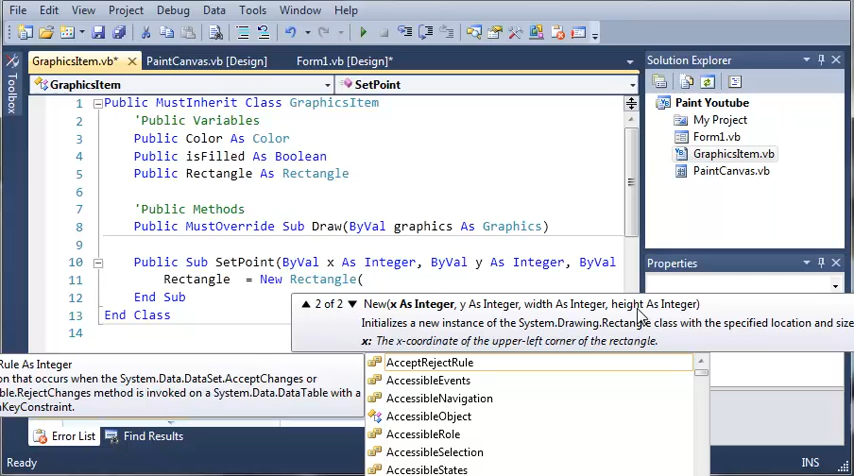 File Edit View Project Debug Data Tools Window Help
GraphicsItem.vb* × PaintCanvas.vb [Design] Form1.vb [Design]*
Solution Explorer
Toolbox
GraphicsItem SetPoint
1 Public MustInherit Class GraphicsItem
2 'Public Variables
3 Public Color As Color
4 Public isFilled As Boolean
5 Public Rectangle As Rectangle
6
7 'Public Methods
8 Public MustOverride Sub Draw(ByVal graphics As Graphics)
9
10 Public Sub SetPoint(ByVal x As Integer, ByVal y As Integer, ByVal
11 Rectangle = New Rectangle(
12 End Sub
13 End Class
14
Paint Youtube
My Project
Form1.vb
GraphicsItem.vb
PaintCanvas.vb
Properties
2 of 2 New(x As Integer, y As Integer, width As Integer, height As Integer)
Initializes a new instance of the System.Drawing.Rectangle class with the specified location and size
x: The x-coordinate of the upper-left corner of the rectangle.
Rule As Integer
on that occurs when the System.Data.DataSet.AcceptChanges or
ble.RejectChanges method is invoked on a System.Data.DataTable with a
nKeyConstraint.
AcceptRejectRule
AccessibleEvents
AccessibleNavigation
AccessibleObject
AccessibleRole
AccessibleSelection
AccessibleStates
Error List Find Results
Ready INS